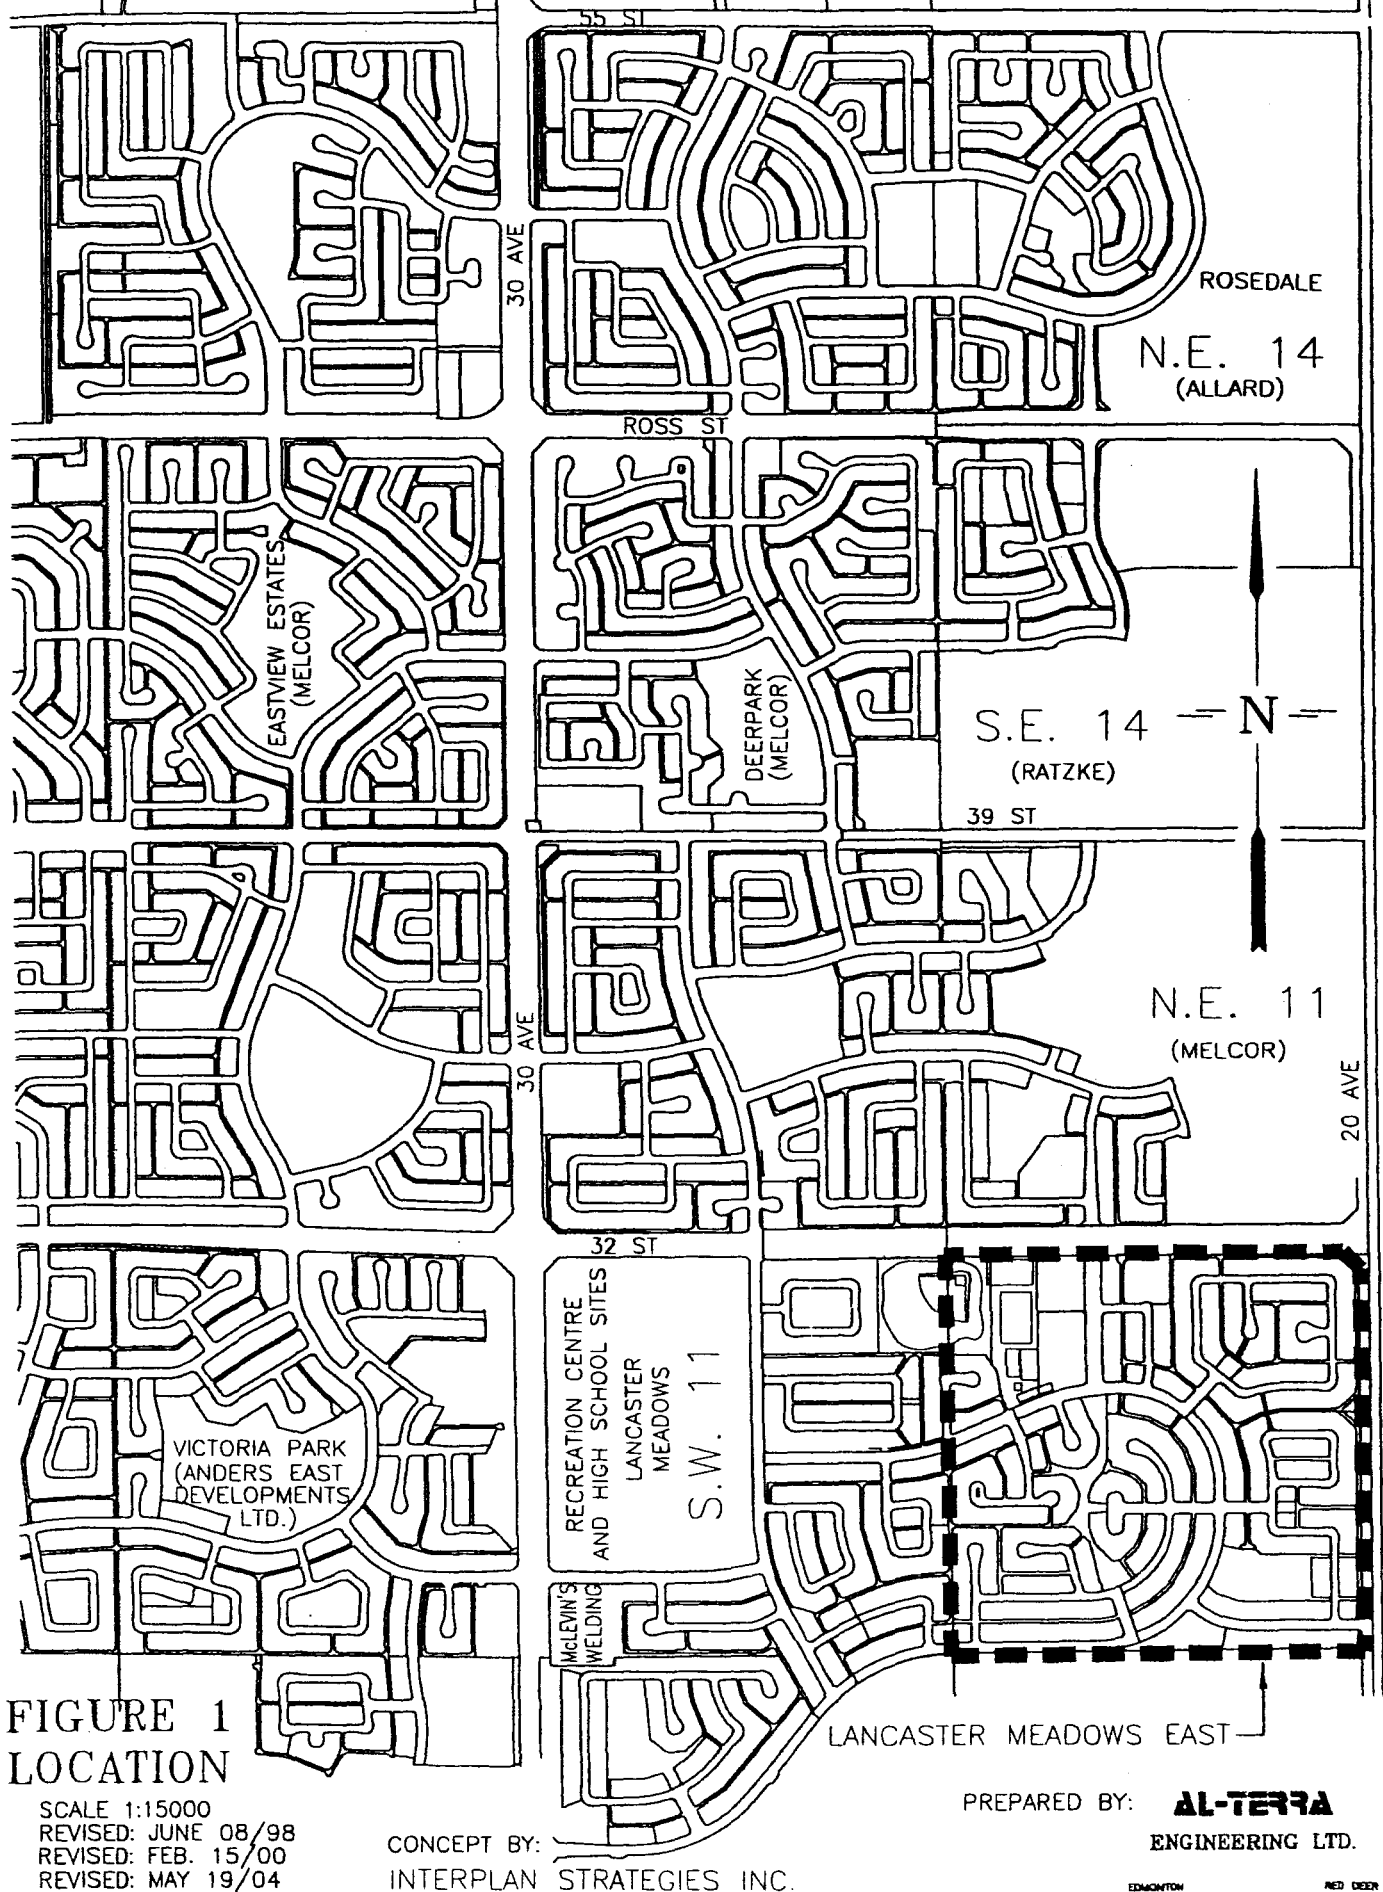 55 ST
30 AVE
ROSEDALE
N.E. 14
(ALLARD)
ROSS ST
EASTVIEW ESTATES
(MELCOR)
DEERPARK
(MELCOR)
S.E. 14
N
(RATZKE)
39 ST
N.E. 11
(MELCOR)
30 AVE
20 AVE
32 ST
RECREATION CENTRE
AND HIGH SCHOOL SITES
LANCASTER
MEADOWS
S.W. 11
VICTORIA PARK
(ANDERS EAST
DEVELOPMENTS
LTD.)
McLEVIN'S
WELDING
LANCASTER MEADOWS EAST
FIGURE 1
LOCATION
SCALE 1:15000
REVISED: JUNE 08/98
REVISED: FEB. 15/00
REVISED: MAY 19/04
CONCEPT BY:
INTERPLAN STRATEGIES INC.
PREPARED BY:
AL-TERRA
ENGINEERING LTD.
EDMONTON
RED DEER